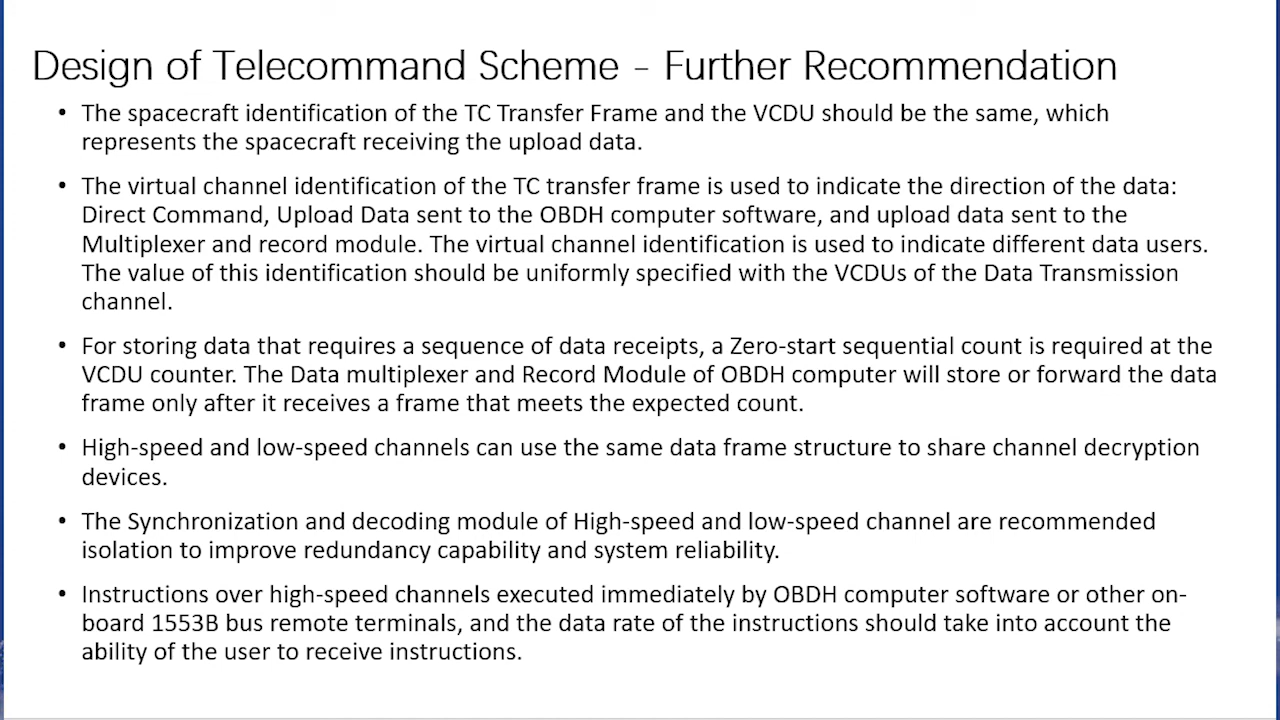 Design of Telecommand Scheme – Further Recommendation
• The spacecraft identification of the TC Transfer Frame and the VCDU should be the same, which
represents the spacecraft receiving the upload data.
• The virtual channel identification of the TC transfer frame is used to indicate the direction of the data:
Direct Command, Upload Data sent to the OBDH computer software, and upload data sent to the
Multiplexer and record module. The virtual channel identification is used to indicate different data users.
The value of this identification should be uniformly specified with the VCDUs of the Data Transmission
channel.
• For storing data that requires a sequence of data receipts, a Zero-start sequential count is required at the
VCDU counter. The Data multiplexer and Record Module of OBDH computer will store or forward the data
frame only after it receives a frame that meets the expected count.
• High-speed and low-speed channels can use the same data frame structure to share channel decryption
devices.
• The Synchronization and decoding module of High-speed and low-speed channel are recommended
isolation to improve redundancy capability and system reliability.
• Instructions over high-speed channels executed immediately by OBDH computer software or other on-
board 1553B bus remote terminals, and the data rate of the instructions should take into account the
ability of the user to receive instructions.